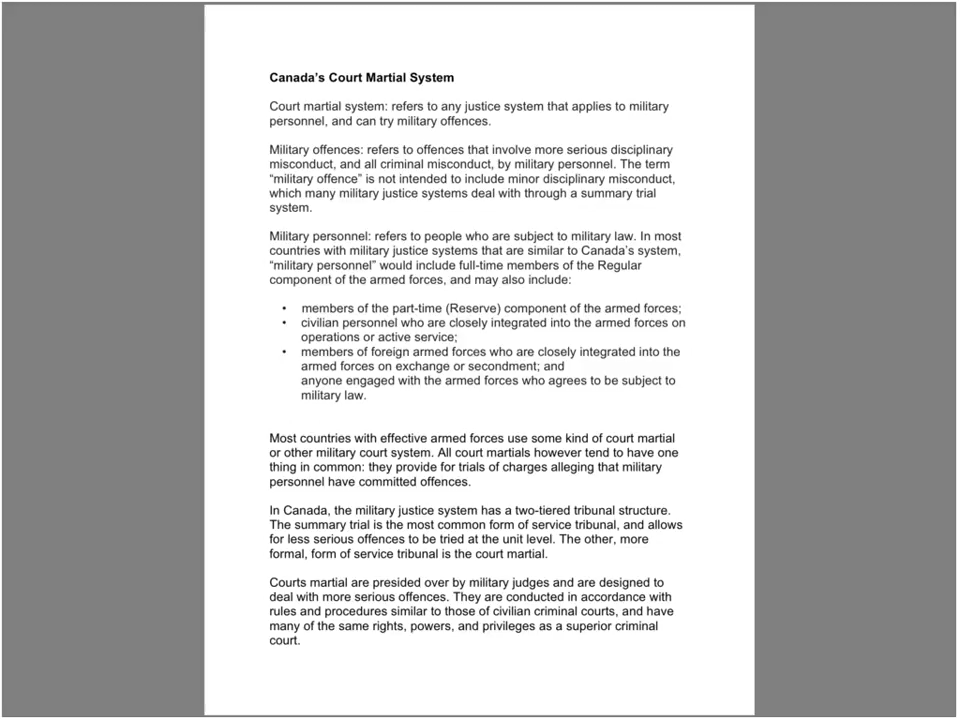 Canada's Court Martial System
Court martial system: refers to any justice system that applies to military
personnel, and can try military offences.
Military offences: refers to offences that involve more serious disciplinary
misconduct, and all criminal misconduct, by military personnel. The term
“military offence” is not intended to include minor disciplinary misconduct,
which many military justice systems deal with through a summary trial
system.
Military personnel: refers to people who are subject to military law. In most
countries with military justice systems that are similar to Canada's system,
“military personnel” would include full-time members of the Regular
component of the armed forces, and may also include:
• members of the part-time (Reserve) component of the armed forces;
• civilian personnel who are closely integrated into the armed forces on
operations or active service;
• members of foreign armed forces who are closely integrated into the
armed forces on exchange or secondment; and
anyone engaged with the armed forces who agrees to be subject to
military law.
Most countries with effective armed forces use some kind of court martial
or other military court system. All court martials however tend to have one
thing in common: they provide for trials of charges alleging that military
personnel have committed offences.
In Canada, the military justice system has a two-tiered tribunal structure.
The summary trial is the most common form of service tribunal, and allows
for less serious offences to be tried at the unit level. The other, more
formal, form of service tribunal is the court martial.
Courts martial are presided over by military judges and are designed to
deal with more serious offences. They are conducted in accordance with
rules and procedures similar to those of civilian criminal courts, and have
many of the same rights, powers, and privileges as a superior criminal
court.